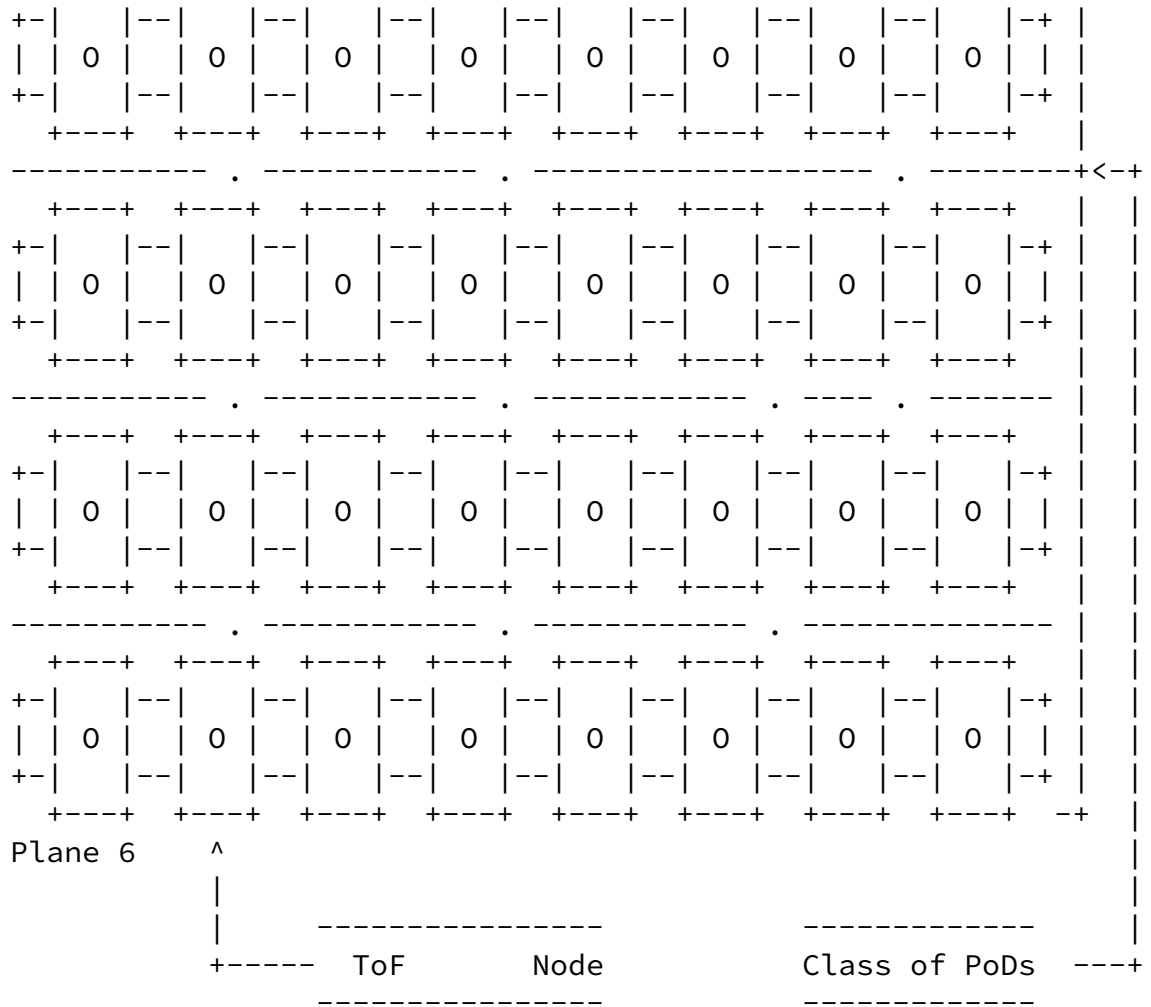 +-|   |--|   |--|   |--|   |--|   |--|   |--|   |--|   |-+  |
| | O |  | O |  | O |  | O |  | O |  | O |  | O |  | O | |  |
+-|   |--|   |--|   |--|   |--|   |--|   |--|   |--|   |-+  |
  +---+  +---+  +---+  +---+  +---+  +---+  +---+  +---+    |
----------- . ------------ . ------------------- . --------+<-+
  +---+  +---+  +---+  +---+  +---+  +---+  +---+  +---+    |  |
+-|   |--|   |--|   |--|   |--|   |--|   |--|   |--|   |-+  |  |
| | O |  | O |  | O |  | O |  | O |  | O |  | O |  | O | |  |  |
+-|   |--|   |--|   |--|   |--|   |--|   |--|   |--|   |-+  |  |
  +---+  +---+  +---+  +---+  +---+  +---+  +---+  +---+    |  |
----------- . ------------ . ------------ . ---- . -------  |  |
  +---+  +---+  +---+  +---+  +---+  +---+  +---+  +---+    |  |
+-|   |--|   |--|   |--|   |--|   |--|   |--|   |--|   |-+  |  |
| | O |  | O |  | O |  | O |  | O |  | O |  | O |  | O | |  |  |
+-|   |--|   |--|   |--|   |--|   |--|   |--|   |--|   |-+  |  |
  +---+  +---+  +---+  +---+  +---+  +---+  +---+  +---+    |  |
----------- . ------------ . ------------ . --------------  |  |
  +---+  +---+  +---+  +---+  +---+  +---+  +---+  +---+    |  |
+-|   |--|   |--|   |--|   |--|   |--|   |--|   |--|   |-+  |  |
| | O |  | O |  | O |  | O |  | O |  | O |  | O |  | O | |  |  |
+-|   |--|   |--|   |--|   |--|   |--|   |--|   |--|   |-+  |  |
  +---+  +---+  +---+  +---+  +---+  +---+  +---+  +---+  -+   |
Plane 6    ^                                                   |
           |                                                   |
           |     ----------------           -------------      |
           +-----  ToF       Node           Class of PoDs  ---+
                 ----------------           -------------